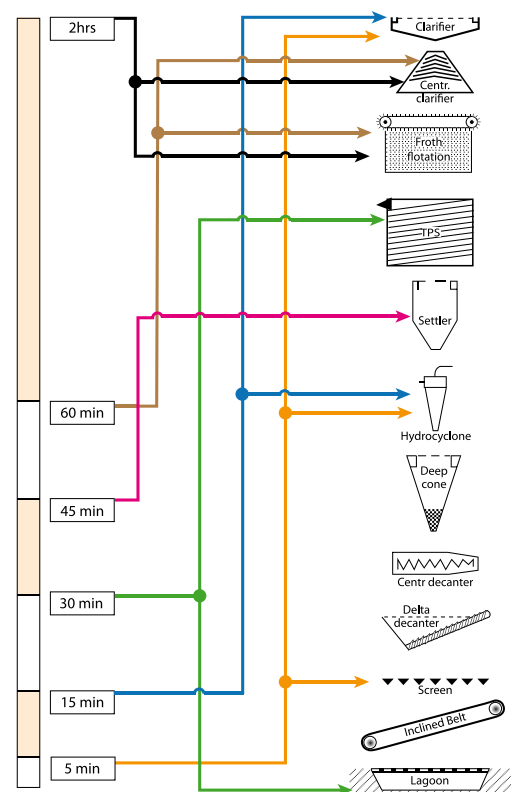 2hrs
60 min
45 min
30 min
15 min
5 min
Clarifier
Centr.
clarifier
Froth
flotation
TPS
Settler
Hydrocyclone
Deep
cone
Centr decanter
Delta
decanter
Screen
Inclined Belt
Lagoon